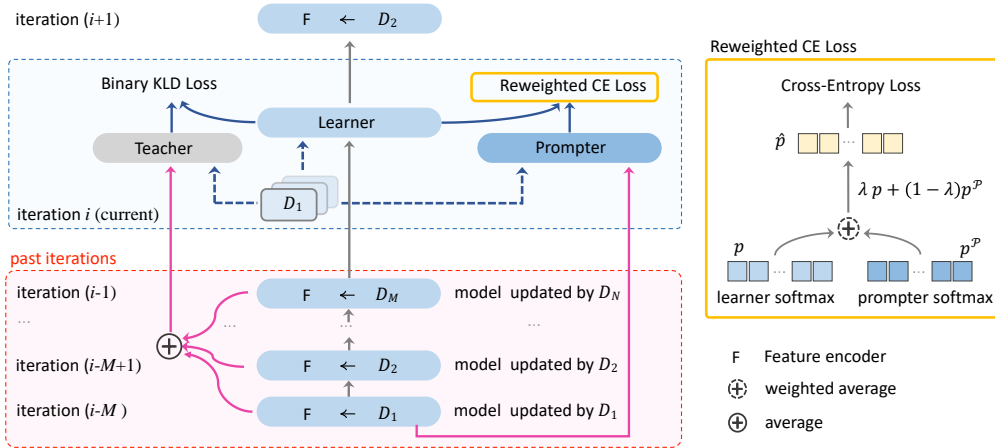 iteration (i+1)
F ← D₂
Binary KLD Loss
Reweighted CE Loss
Learner
Teacher
Prompter
D₁
iteration i (current)
past iterations
iteration (i-1)
F ← D_M
model updated by D_N
...
...
...
...
iteration (i-M+1)
F ← D₂
model updated by D₂
iteration (i-M)
F ← D₁
model updated by D₁
Reweighted CE Loss
Cross-Entropy Loss
p̂
...
λ p + (1 − λ)p^𝒫
p
p^𝒫
...
...
learner softmax
prompter softmax
F Feature encoder
weighted average
average